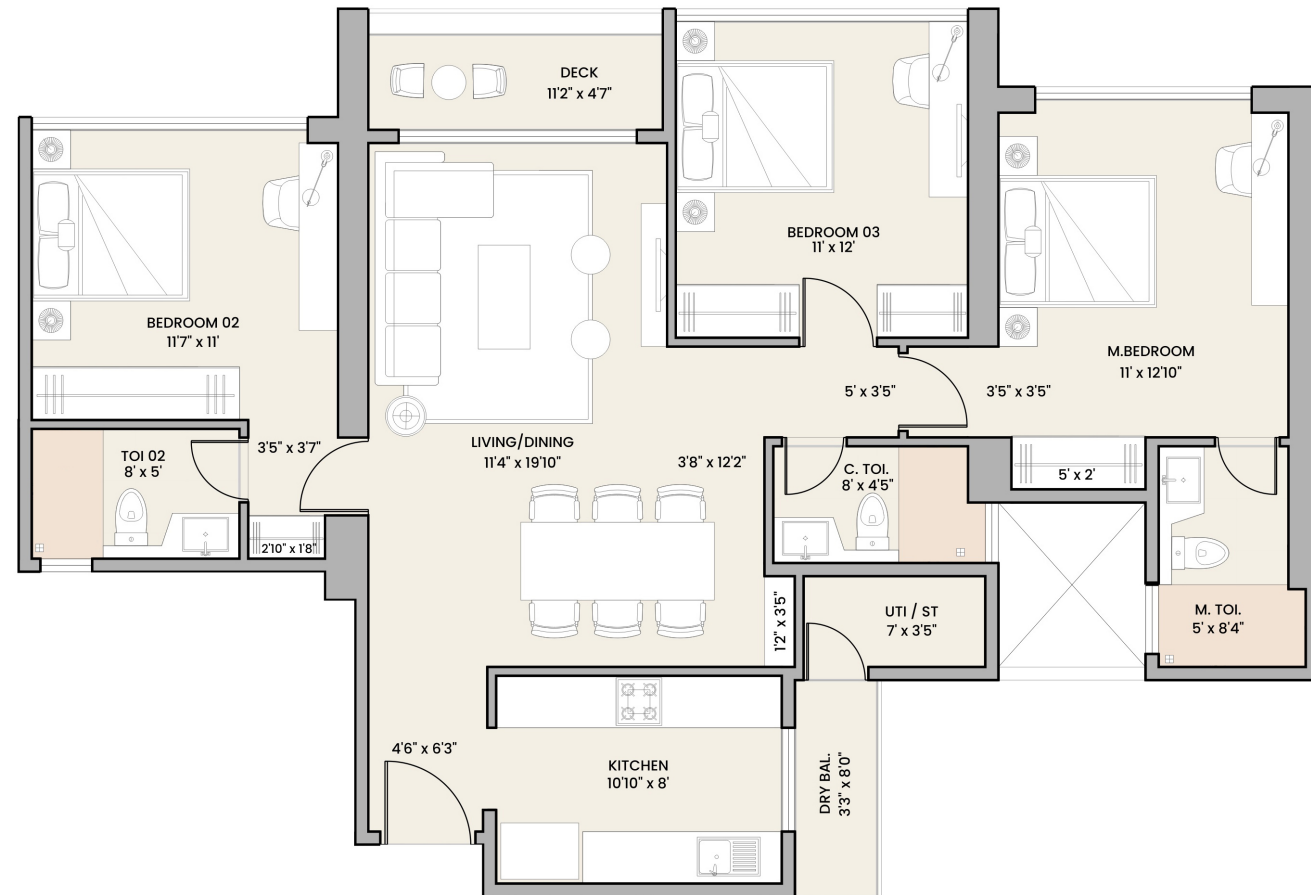 DECK
11'2" x 4'7"
BEDROOM 03
11' x 12'
BEDROOM 02
11'7" x 11'
M.BEDROOM
11' x 12'10"
5' x 3'5"
3'5" x 3'5"
LIVING/DINING
11'4" x 19'10"
3'5" x 3'7"
TOI 02
8' x 5'
3'8" x 12'2"
C. TOI.
8' x 4'5"
5' x 2'
2'10" x 1'8"
1'2" x 3'5"
UTI / ST
7' x 3'5"
M. TOI.
5' x 8'4"
4'6" x 6'3"
KITCHEN
10'10" x 8'
DRY BAL.
3'3" x 8'0"